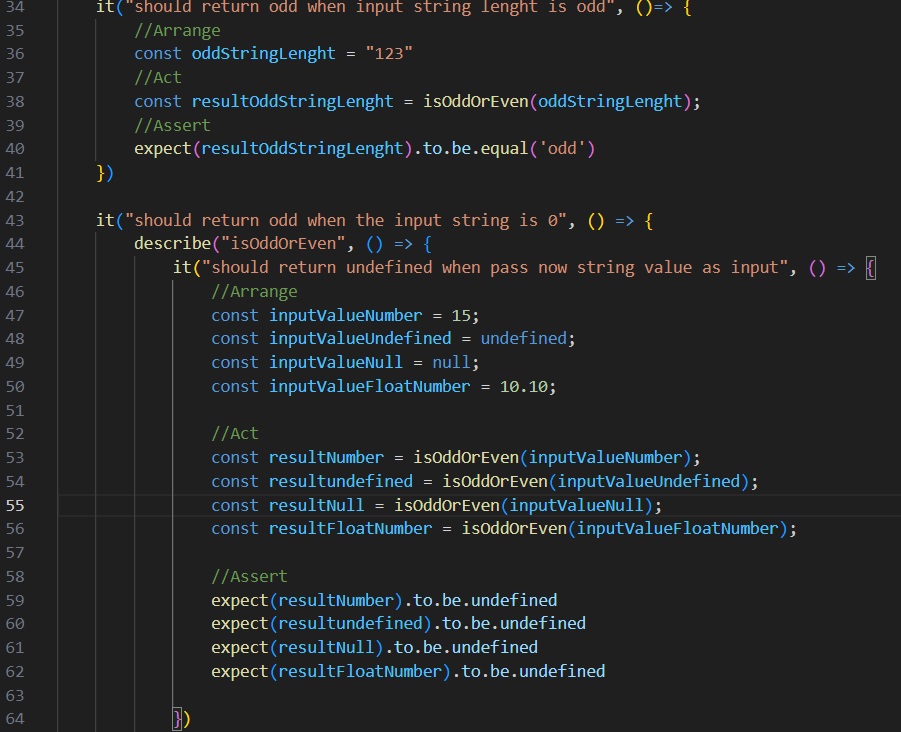 34 it("should return odd when input string lenght is odd", ()=> {
35 //Arrange
36 const oddStringLenght = "123"
37 //Act
38 const resultOddStringLenght = isOddOrEven(oddStringLenght);
39 //Assert
40 expect(resultOddStringLenght).to.be.equal('odd')
41 })
42
43 it("should return odd when the input string is 0", () => {
44 describe("isOddOrEven", () => {
45 it("should return undefined when pass now string value as input", () => {
46 //Arrange
47 const inputValueNumber = 15;
48 const inputValueUndefined = undefined;
49 const inputValueNull = null;
50 const inputValueFloatNumber = 10.10;
51
52 //Act
53 const resultNumber = isOddOrEven(inputValueNumber);
54 const resultundefined = isOddOrEven(inputValueUndefined);
55 const resultNull = isOddOrEven(inputValueNull);
56 const resultFloatNumber = isOddOrEven(inputValueFloatNumber);
57
58 //Assert
59 expect(resultNumber).to.be.undefined
60 expect(resultundefined).to.be.undefined
61 expect(resultNull).to.be.undefined
62 expect(resultFloatNumber).to.be.undefined
63
64 })